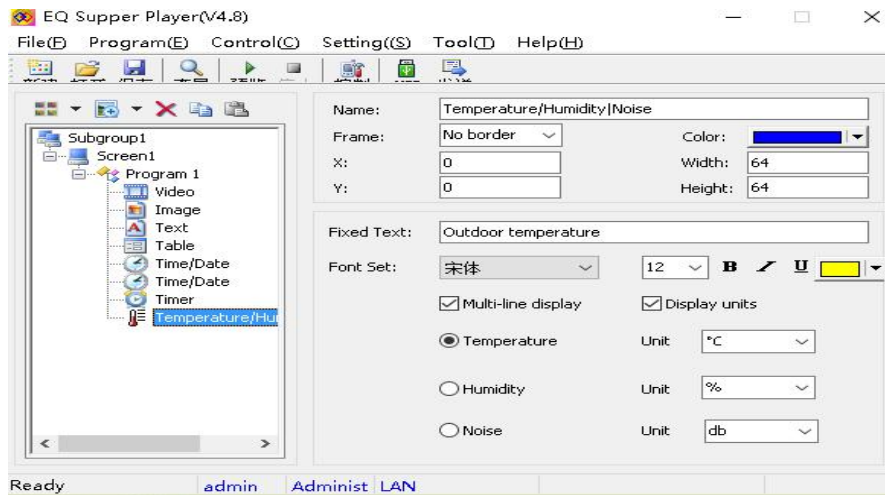 EQ Supper Player(V4.8)
File(F) Program(E) Control(C) Setting((S) Tool(T) Help(H)
Name: Temperature/Humidity|Noise
Frame: No border Color:
X: 0 Width: 64
Y: 0 Height: 64
Subgroup1
Screen1
Program 1
Video
Image
Text
Table
Time/Date
Time/Date
Timer
Temperature/Hu
Fixed Text: Outdoor temperature
Font Set: 宋体 12 B I U
Multi-line display Display units
Temperature Unit °C
Humidity Unit %
Noise Unit db
Ready admin Administ LAN